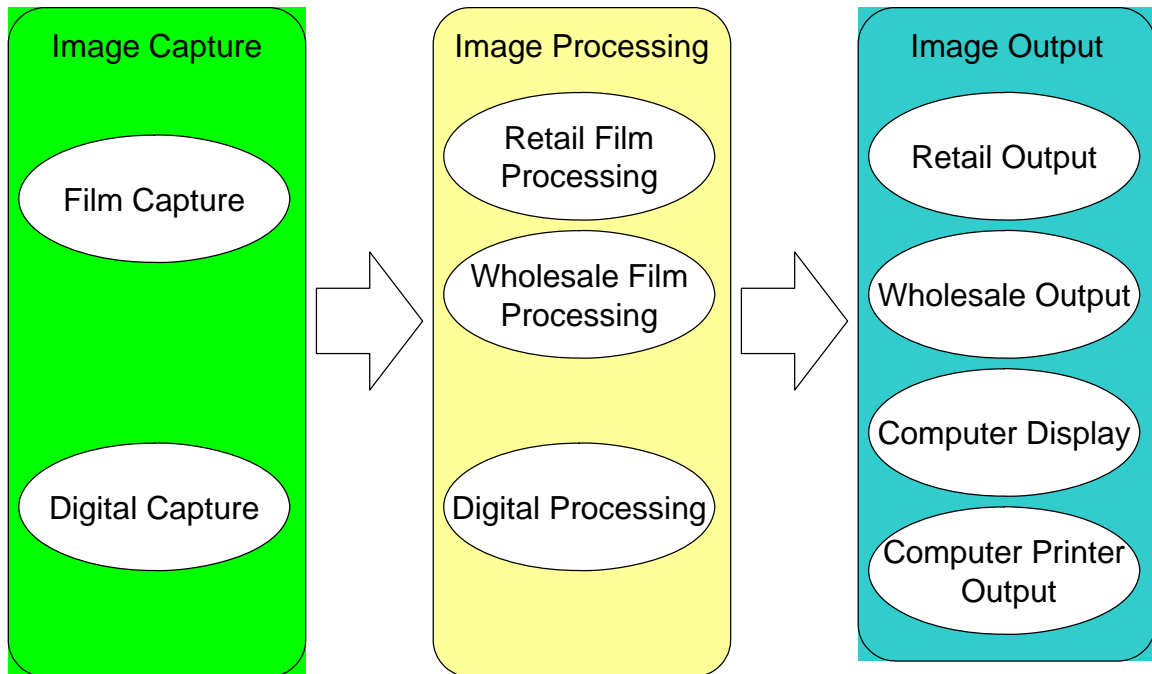 Image Capture
Film Capture
Digital Capture
Image Processing
Retail Film
Processing
Wholesale Film
Processing
Digital Processing
Image Output
Retail Output
Wholesale Output
Computer Display
Computer Printer
Output